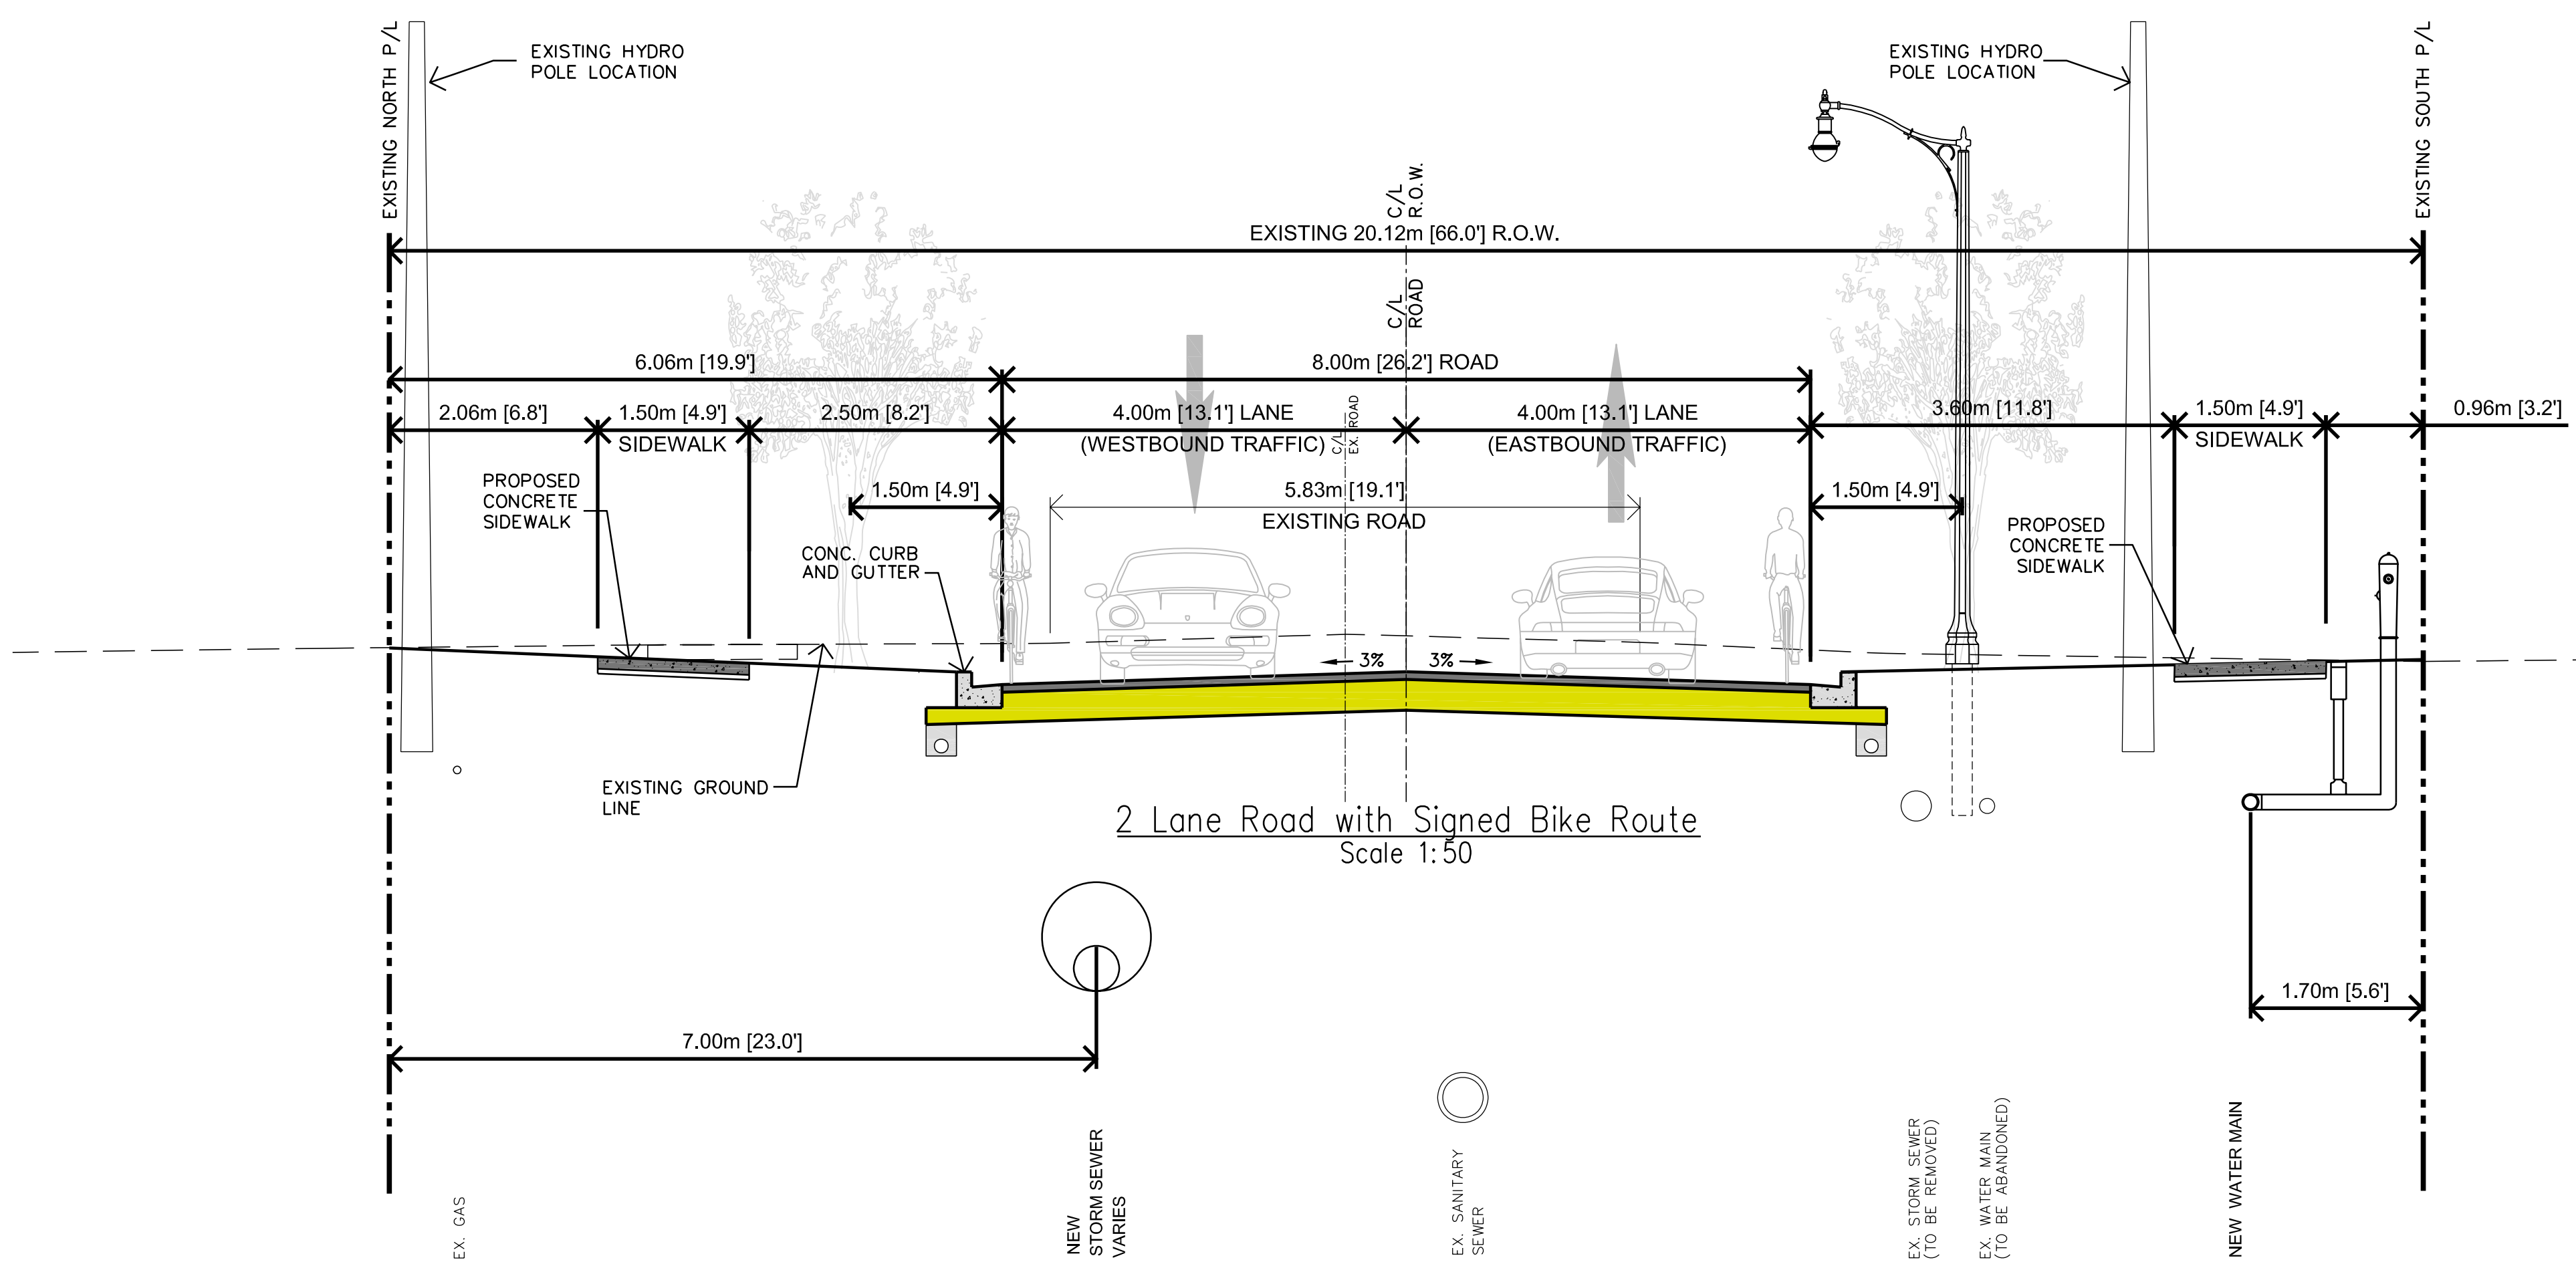 EXISTING NORTH P/L
EXISTING HYDRO
POLE LOCATION
EXISTING HYDRO
POLE LOCATION
EXISTING SOUTH P/L
C/L
R.O.W.
EXISTING 20.12m [66.0'] R.O.W.
C/L
ROAD
6.06m [19.9']
8.00m [26.2'] ROAD
2.06m [6.8']
1.50m [4.9']
SIDEWALK
2.50m [8.2']
4.00m [13.1'] LANE
(WESTBOUND TRAFFIC)
C/L
EX. ROAD
4.00m [13.1'] LANE
(EASTBOUND TRAFFIC)
3.60m [11.8']
1.50m [4.9']
SIDEWALK
0.96m [3.2']
PROPOSED
CONCRETE
SIDEWALK
1.50m [4.9']
5.83m [19.1']
EXISTING ROAD
1.50m [4.9']
PROPOSED
CONCRETE
SIDEWALK
CONC. CURB
AND GUTTER
3%
3%
EXISTING GROUND
LINE
2 Lane Road with Signed Bike Route
Scale 1:50
1.70m [5.6']
7.00m [23.0']
EX. GAS
NEW
STORM SEWER
VARIES
EX. SANITARY
SEWER
EX. STORM SEWER
(TO BE REMOVED)
EX. WATER MAIN
(TO BE ABANDONED)
NEW WATER MAIN